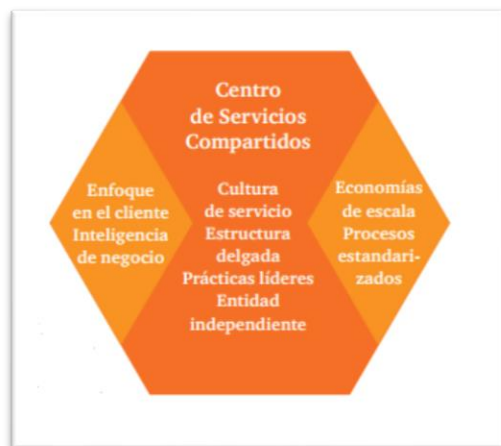 Centro
de Servicios
Compartidos
Enfoque
en el cliente
Inteligencia
de negocio
Cultura
de servicio
Estructura
delgada
Prácticas líderes
Entidad
independiente
Economías
de escala
Procesos
estandari-
zados